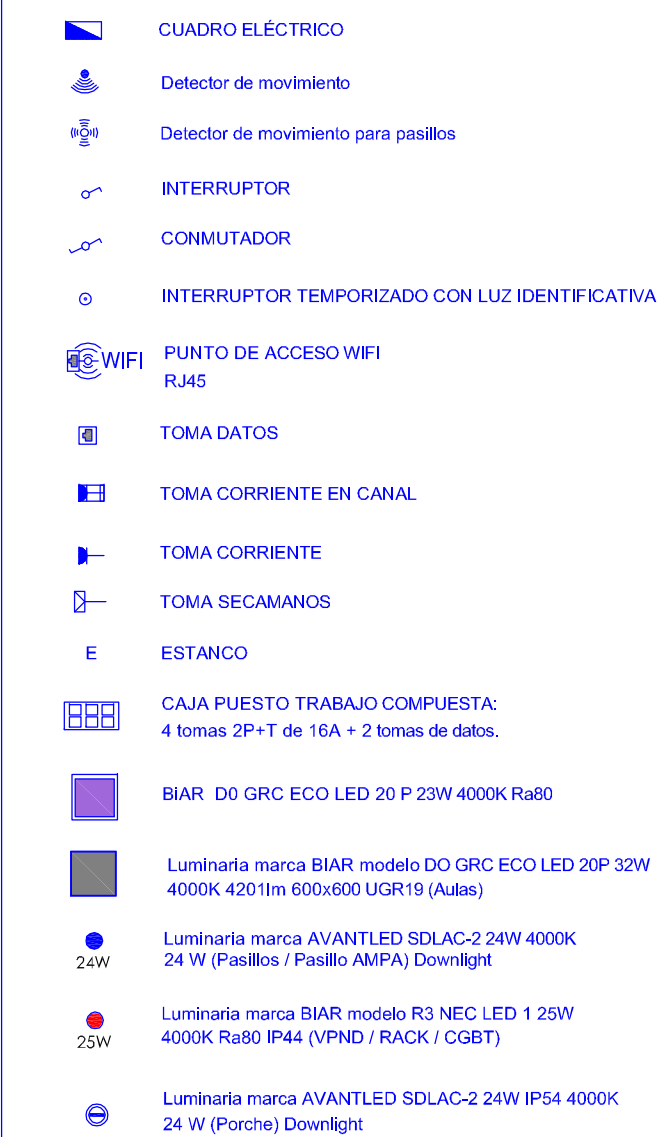 CUADRO ELÉCTRICO
Detector de movimiento
Detector de movimiento para pasillos
INTERRUPTOR
CONMUTADOR
INTERRUPTOR TEMPORIZADO CON LUZ IDENTIFICATIVA
WIFI PUNTO DE ACCESO WIFI
RJ45
TOMA DATOS
TOMA CORRIENTE EN CANAL
TOMA CORRIENTE
TOMA SECAMANOS
E ESTANCO
CAJA PUESTO TRABAJO COMPUESTA:
4 tomas 2P+T de 16A + 2 tomas de datos.
BiAR D0 GRC ECO LED 20 P 23W 4000K Ra80
Luminaria marca BIAR modelo DO GRC ECO LED 20P 32W
4000K 4201lm 600x600 UGR19 (Aulas)
Luminaria marca AVANTLED SDLAC-2 24W 4000K
24W 24 W (Pasillos / Pasillo AMPA) Downlight
Luminaria marca BIAR modelo R3 NEC LED 1 25W
25W 4000K Ra80 IP44 (VPND / RACK / CGBT)
Luminaria marca AVANTLED SDLAC-2 24W IP54 4000K
24 W (Porche) Downlight